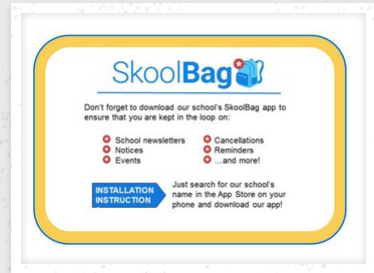 SkoolBag
Don't forget to download our school's SkoolBag app to
ensure that you are kept in the loop on:
School newsletters
Notices
Events
Cancellations
Reminders
...and more!
INSTALLATION
INSTRUCTION
Just search for our school's
name in the App Store on your
phone and download our app!